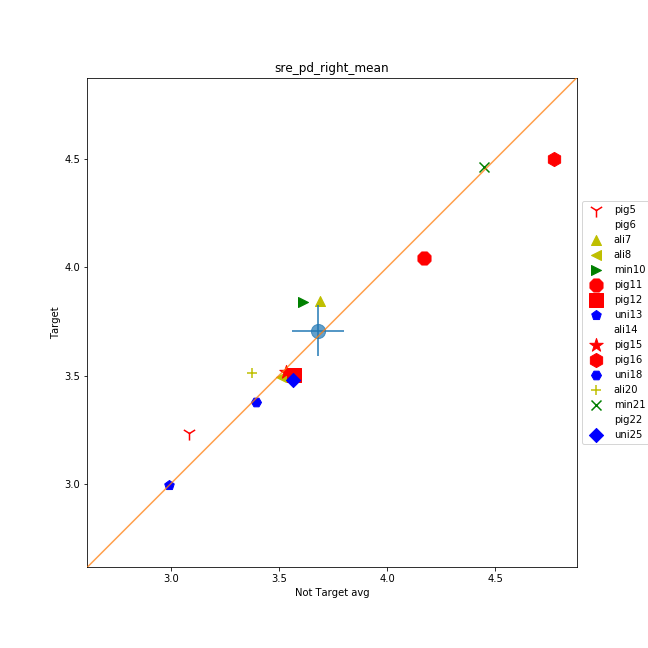 sre_pd_right_mean
Target
4.5
4.0
3.5
3.0
3.0
3.5
4.0
4.5
Not Target avg
pig5
pig6
ali7
ali8
min10
pig11
pig12
uni13
ali14
pig15
pig16
uni18
ali20
min21
pig22
uni25